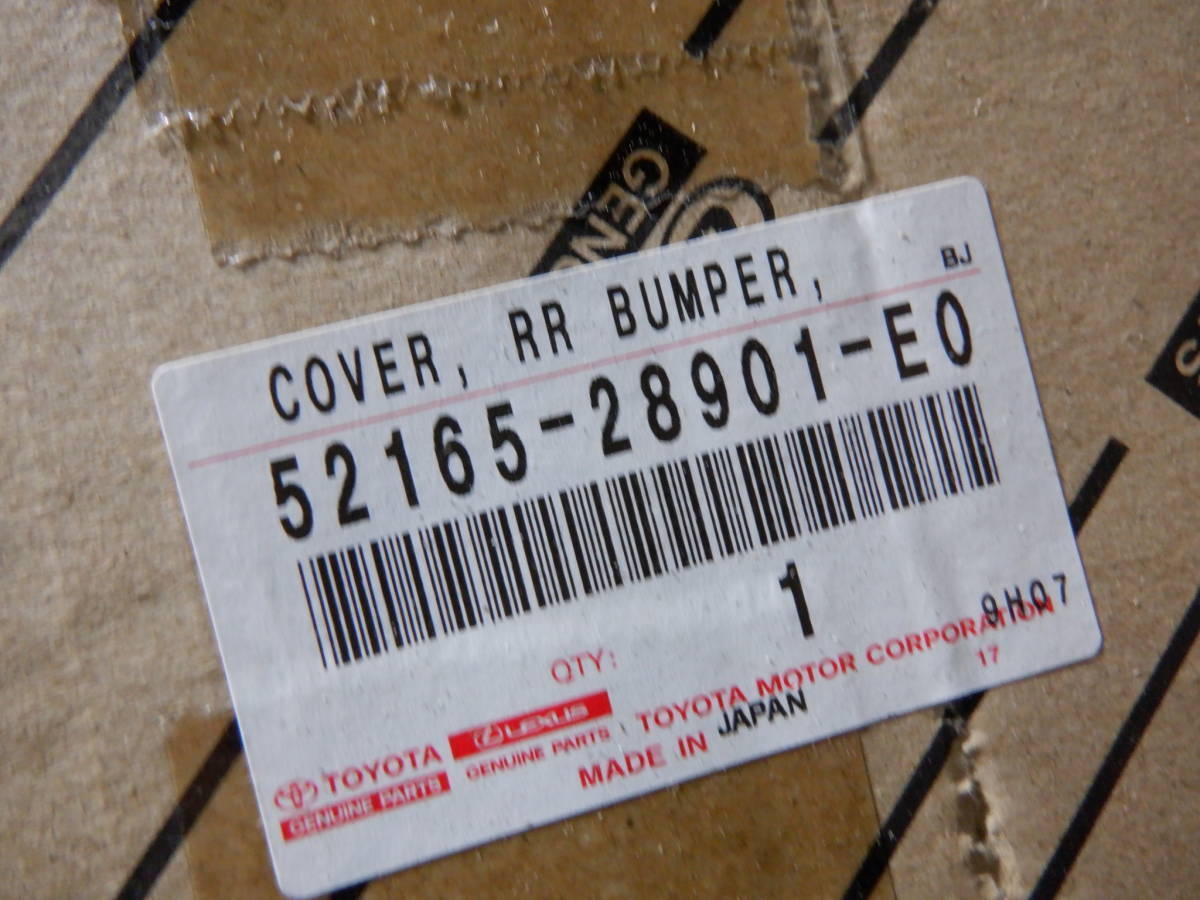 GENU
COVER, RR BUMPER,
BJ
52165-28901-E0
1
9H07
QTY:
TOYOTA MOTOR CORPORATION
17
TOYOTA
GENUINE PARTS
LEXUS
GENUINE PARTS
MADE IN JAPAN